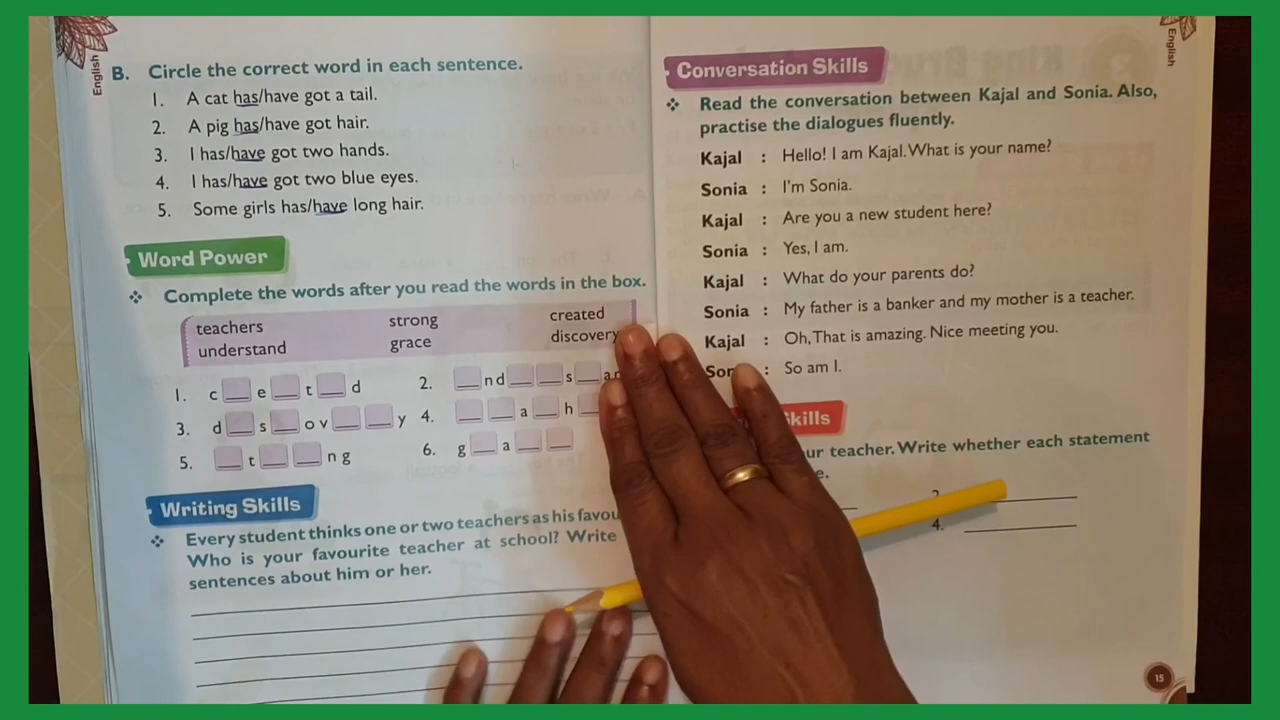 English
B. Circle the correct word in each sentence.
1. A cat has/have got a tail.
2. A pig has/have got hair.
3. I has/have got two hands.
4. I has/have got two blue eyes.
5. Some girls has/have long hair.
Word Power
❖ Complete the words after you read the words in the box.
teachers strong created
understand grace discovery
1. c _ e _ t _ d 2. _ n d _ _ s _ a
3. d _ s _ o v _ _ y 4. _ _ a _ h _
5. _ t _ _ n g 6. g _ a _ _
Writing Skills
❖ Every student thinks one or two teachers as his
Who is your favourite teacher at school? Write
sentences about him or her.
English
Conversation Skills
❖ Read the conversation between Kajal and Sonia. Also,
practise the dialogues fluently.
Kajal : Hello! I am Kajal. What is your name?
Sonia : I'm Sonia.
Kajal : Are you a new student here?
Sonia : Yes, I am.
Kajal : What do your parents do?
Sonia : My father is a banker and my mother is a teacher.
Kajal : Oh, That is amazing. Nice meeting you.
: So am I.
Skills
teacher. Write whether each statement
4.
15